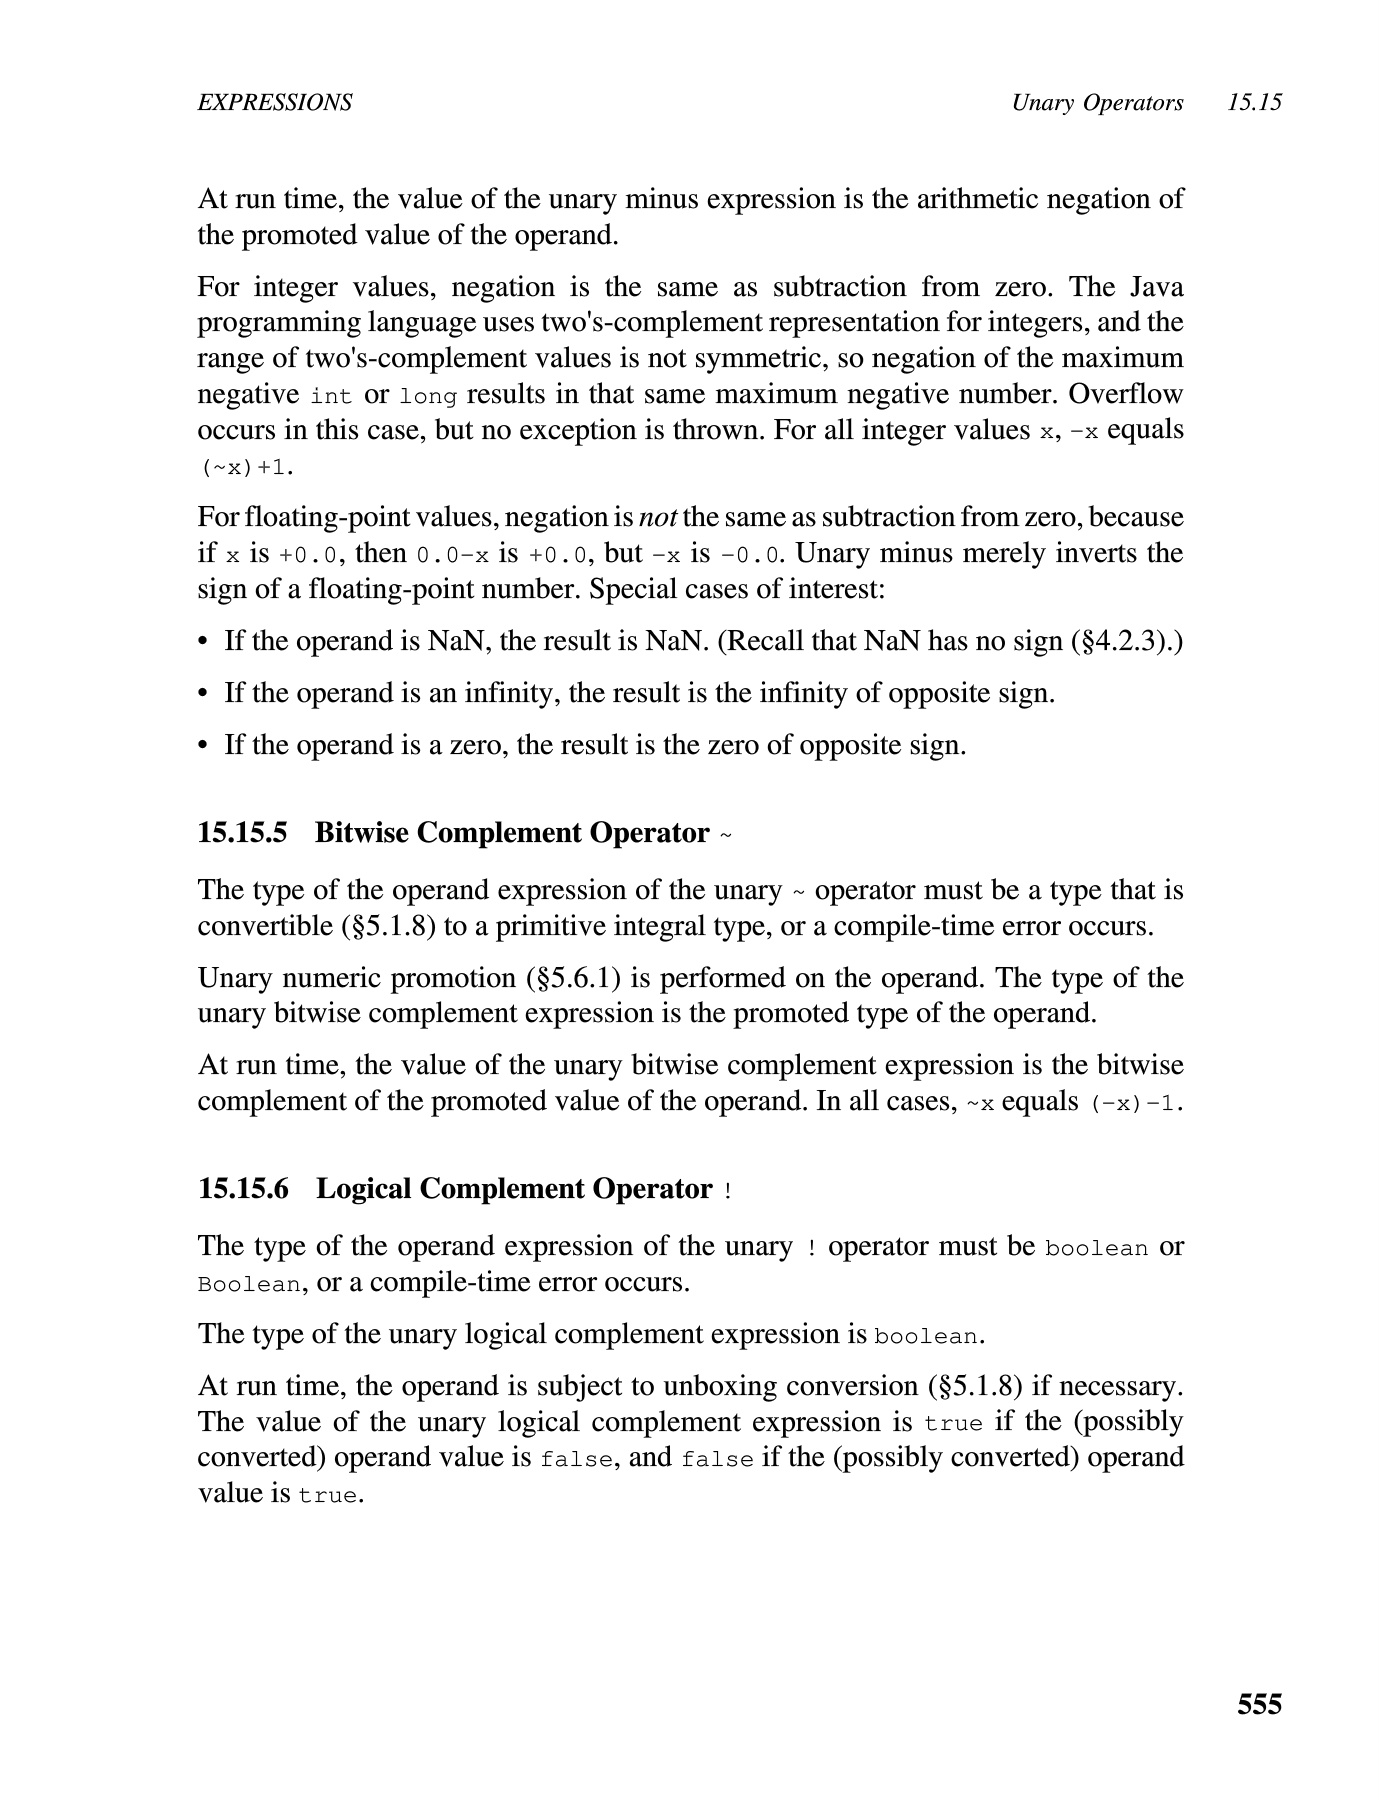 EXPRESSIONS Unary Operators 15.15
At run time, the value of the unary minus expression is the arithmetic negation of
the promoted value of the operand.
For integer values, negation is the same as subtraction from zero. The Java
programming language uses two's-complement representation for integers, and the
range of two's-complement values is not symmetric, so negation of the maximum
negative int or long results in that same maximum negative number. Overflow
occurs in this case, but no exception is thrown. For all integer values x, -x equals
(~x)+1.
For floating-point values, negation is not the same as subtraction from zero, because
if x is +0.0, then 0.0-x is +0.0, but -x is -0.0. Unary minus merely inverts the
sign of a floating-point number. Special cases of interest:
• If the operand is NaN, the result is NaN. (Recall that NaN has no sign (§4.2.3).)
• If the operand is an infinity, the result is the infinity of opposite sign.
• If the operand is a zero, the result is the zero of opposite sign.
15.15.5 Bitwise Complement Operator ~
The type of the operand expression of the unary ~ operator must be a type that is
convertible (§5.1.8) to a primitive integral type, or a compile-time error occurs.
Unary numeric promotion (§5.6.1) is performed on the operand. The type of the
unary bitwise complement expression is the promoted type of the operand.
At run time, the value of the unary bitwise complement expression is the bitwise
complement of the promoted value of the operand. In all cases, ~x equals (-x)-1.
15.15.6 Logical Complement Operator !
The type of the operand expression of the unary ! operator must be boolean or
Boolean, or a compile-time error occurs.
The type of the unary logical complement expression is boolean.
At run time, the operand is subject to unboxing conversion (§5.1.8) if necessary.
The value of the unary logical complement expression is true if the (possibly
converted) operand value is false, and false if the (possibly converted) operand
value is true.
555